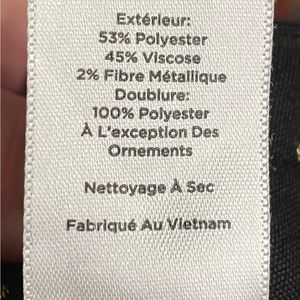 Extérieur:
53% Polyester
45% Viscose
2% Fibre Métallique
Doublure:
100% Polyester
À L'exception Des
Ornements
Nettoyage À Sec
Fabriqué Au Vietnam